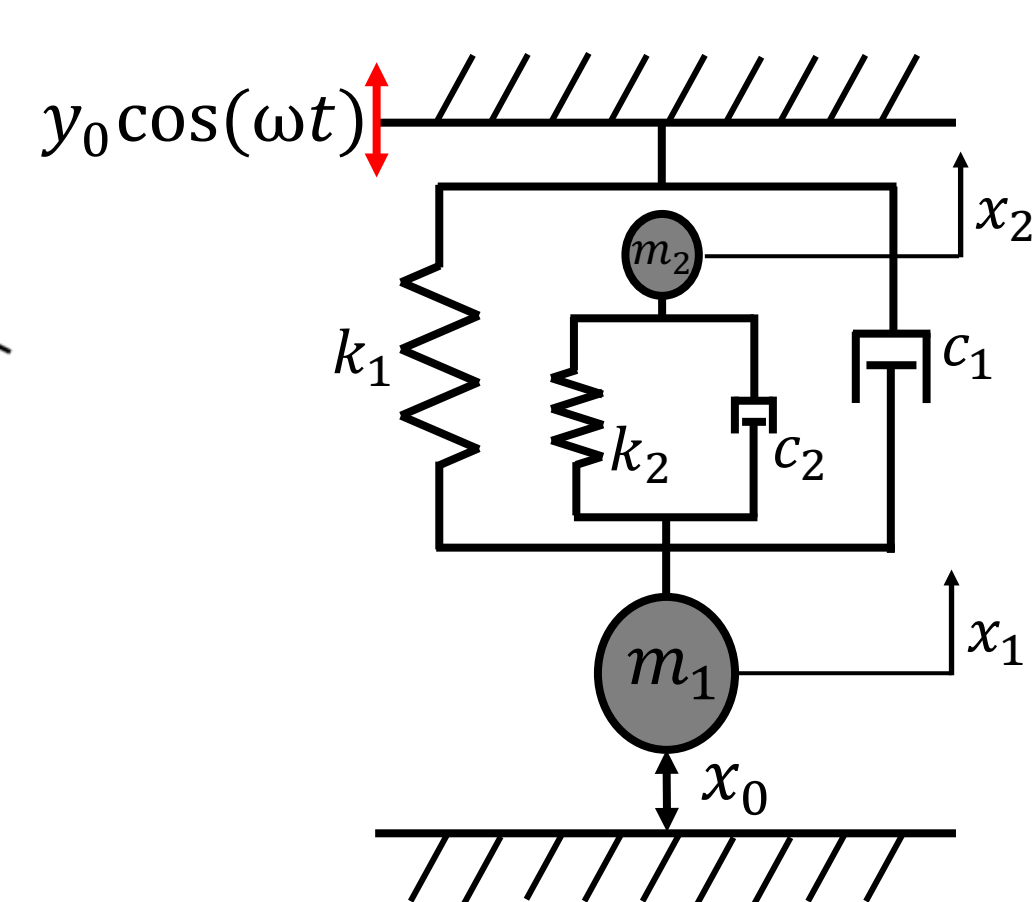 y₀cos(ωt)
x₂
m₂
k₁
c₁
k₂
c₂
x₁
m₁
x₀